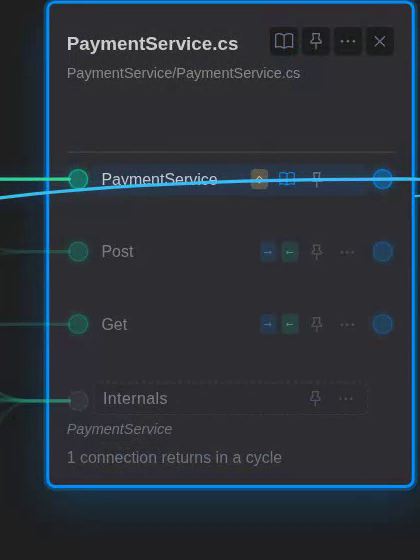 PaymentService.cs
PaymentService/PaymentService.cs
PaymentService
Post
Get
Internals
PaymentService
1 connection returns in a cycle